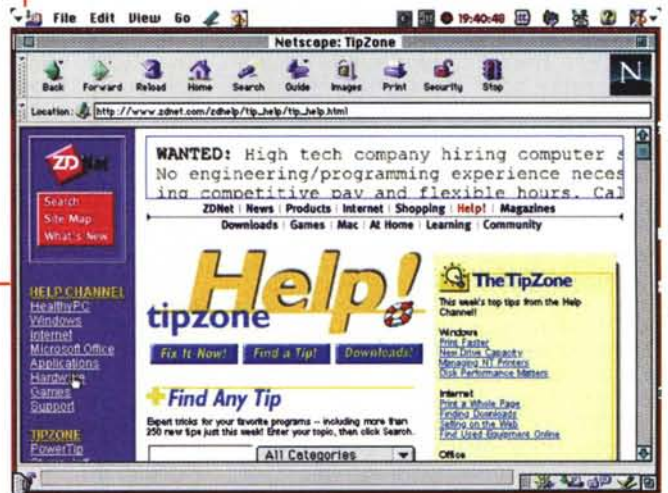 File Edit View Go
19:40:48
Netscape: TipZone
Back Forward Reload Home Search Guide Images Print Security Stop
N
Location: http://www.zdnet.com/zdhelp/tip_help/tip_help.html
ZDNet
Search
Site Map
What's New
HELP CHANNEL
HealthyPC
Windows
Internet
Microsoft Office
Applications
Hardware
Games
Support
TIPZONE
PowerTip
WANTED: High tech company hiring computer s
No engineering/programming experience neces
ing competitive pay and flexible hours. Cal
ZDNet | News | Products | Internet | Shopping | Help! | Magazines
Downloads | Games | Mac | At Home | Learning | Community
Help!
tipzone
Fix It Now! Find a Tip! Downloads!
Find Any Tip
Expert tricks for your favorite programs -- including more than
250 new tips just this week! Enter your topic, then click Search.
All Categories
The TipZone
This week's top tips from the Help
Channel!
Windows
Print Faster
New Drive Capacity
Managing NT Printers
Disk Performance Matters
Internet
Print a Whole Page
Finding Downloads
Selling on the Web
Find Used Equipment Online
Office